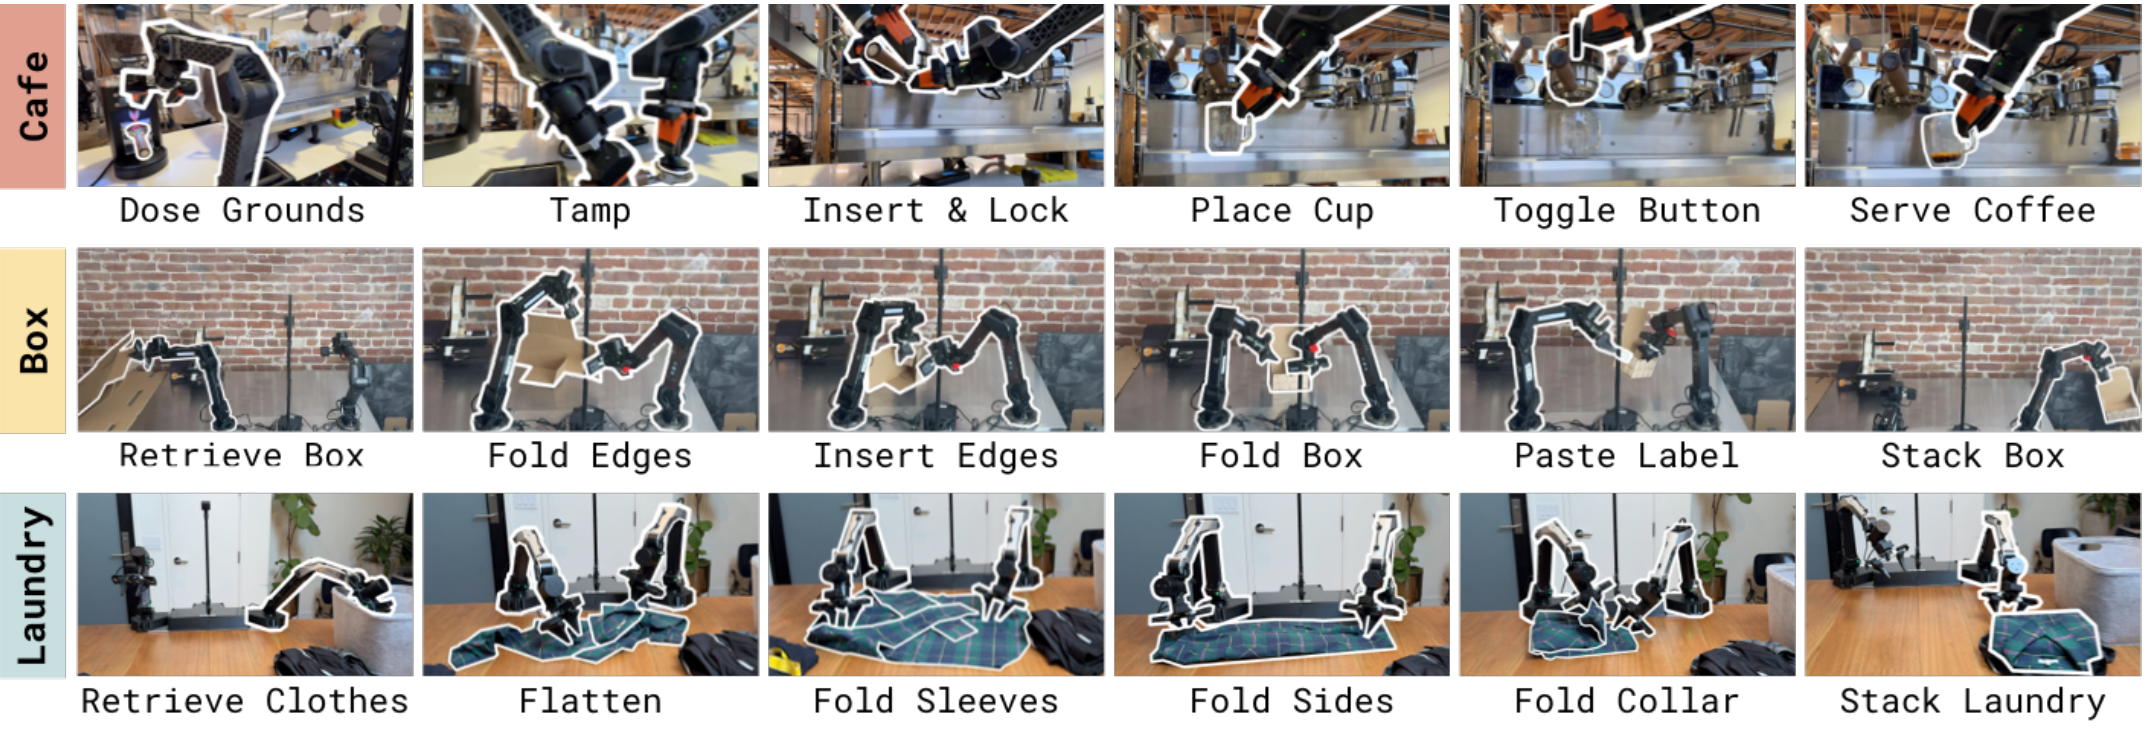 Cafe
Dose Grounds
Tamp
Insert & Lock
Place Cup
Toggle Button
Serve Coffee
Box
Retrieve Box
Fold Edges
Insert Edges
Fold Box
Paste Label
Stack Box
Laundry
Retrieve Clothes
Flatten
Fold Sleeves
Fold Sides
Fold Collar
Stack Laundry